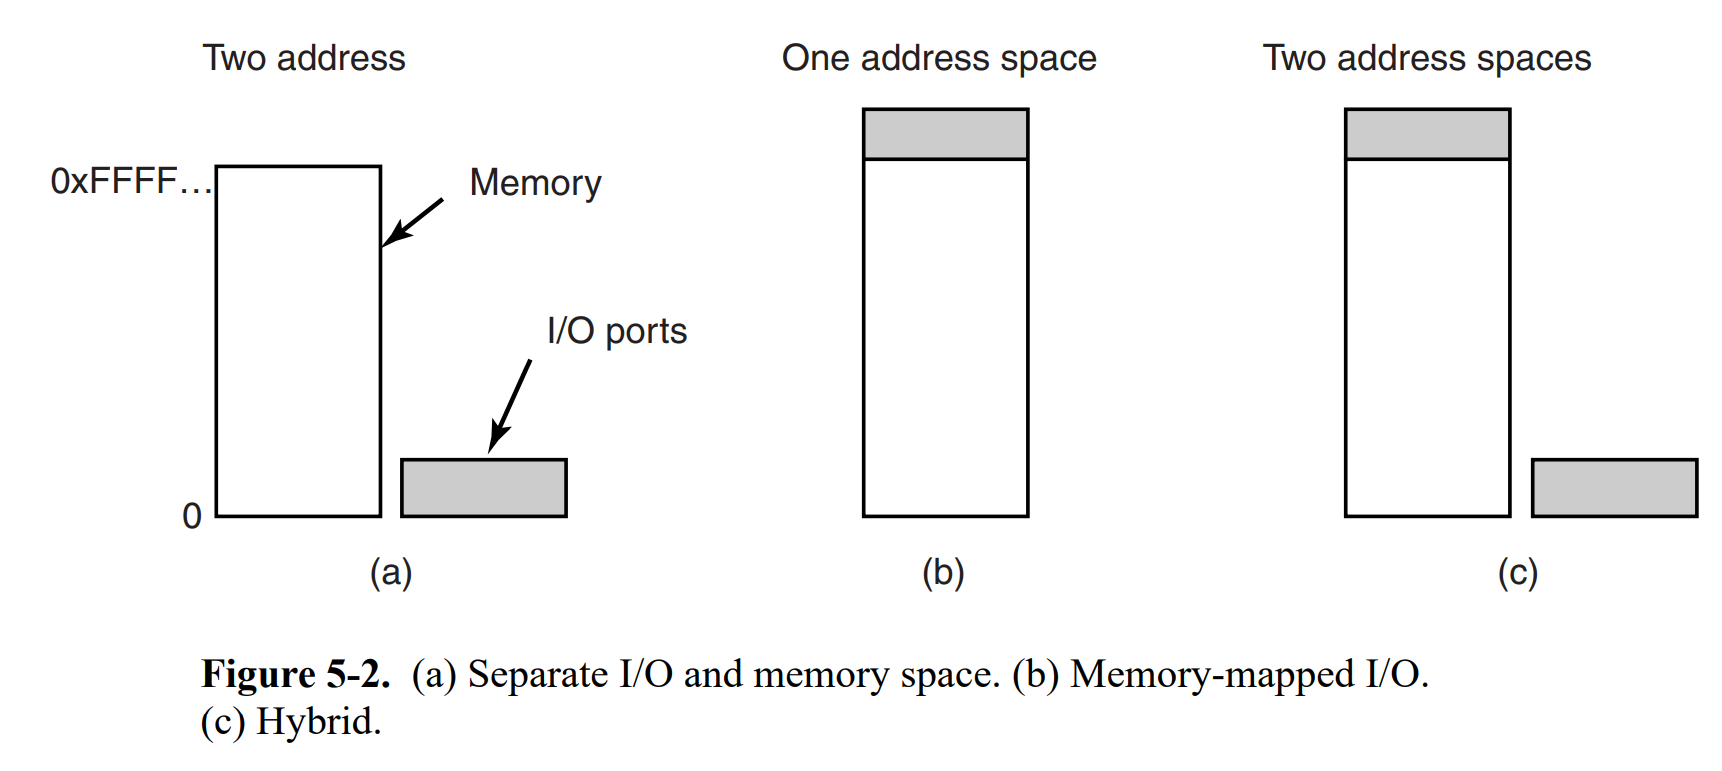 Two address
One address space
Two address spaces
0xFFFF…
Memory
I/O ports
0
(a)
(b)
(c)
Figure 5-2. (a) Separate I/O and memory space. (b) Memory-mapped I/O.
(c) Hybrid.